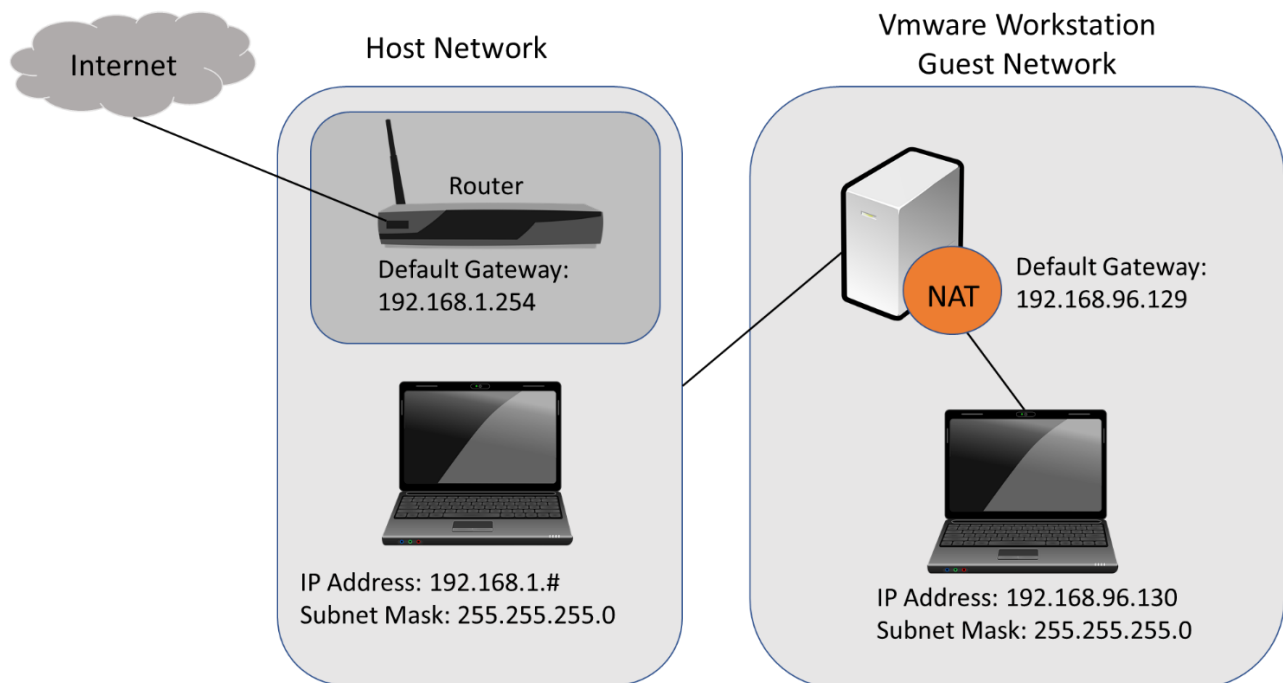 Internet
Host Network
Router
Default Gateway:
192.168.1.254
IP Address: 192.168.1.#
Subnet Mask: 255.255.255.0
Vmware Workstation
Guest Network
NAT
Default Gateway:
192.168.96.129
IP Address: 192.168.96.130
Subnet Mask: 255.255.255.0